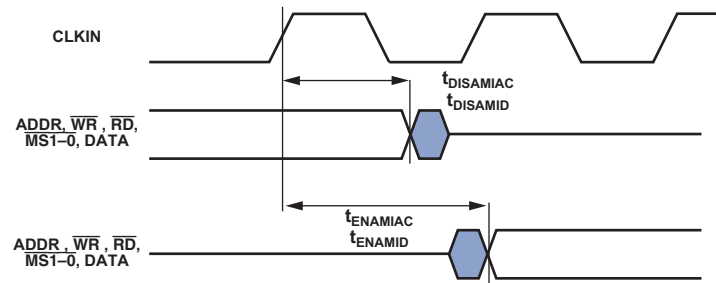 CLKIN
tDISAMIAC
tDISAMID
ADDR, WR , RD,
MS1–0, DATA
tENAMIAC
tENAMID
ADDR , WR , RD,
MS1–0, DATA